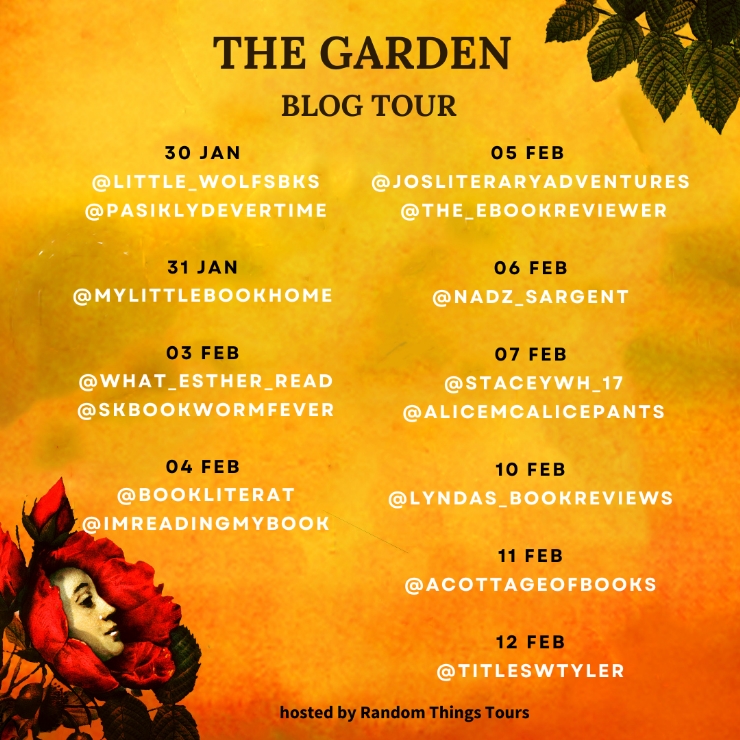 THE GARDEN
BLOG TOUR
30 JAN
@LITTLE_WOLFSBKS
@PASIKLYDEVERTIME
31 JAN
@MYLITTLEBOOKHOME
03 FEB
@WHAT_ESTHER_READ
@SKBOOKWORMFEVER
04 FEB
@BOOKLITERAT
@IMREADINGMYBOOK
05 FEB
@JOSLITERARYADVENTURES
@THE_EBOOKREVIEWER
06 FEB
@NADZ_SARGENT
07 FEB
@STACEYWH_17
@ALICEMCALICEPANTS
10 FEB
@LYNDAS_BOOKREVIEWS
11 FEB
@ACOTTAGEOFBOOKS
12 FEB
@TITLESWTYLER
hosted by Random Things Tours